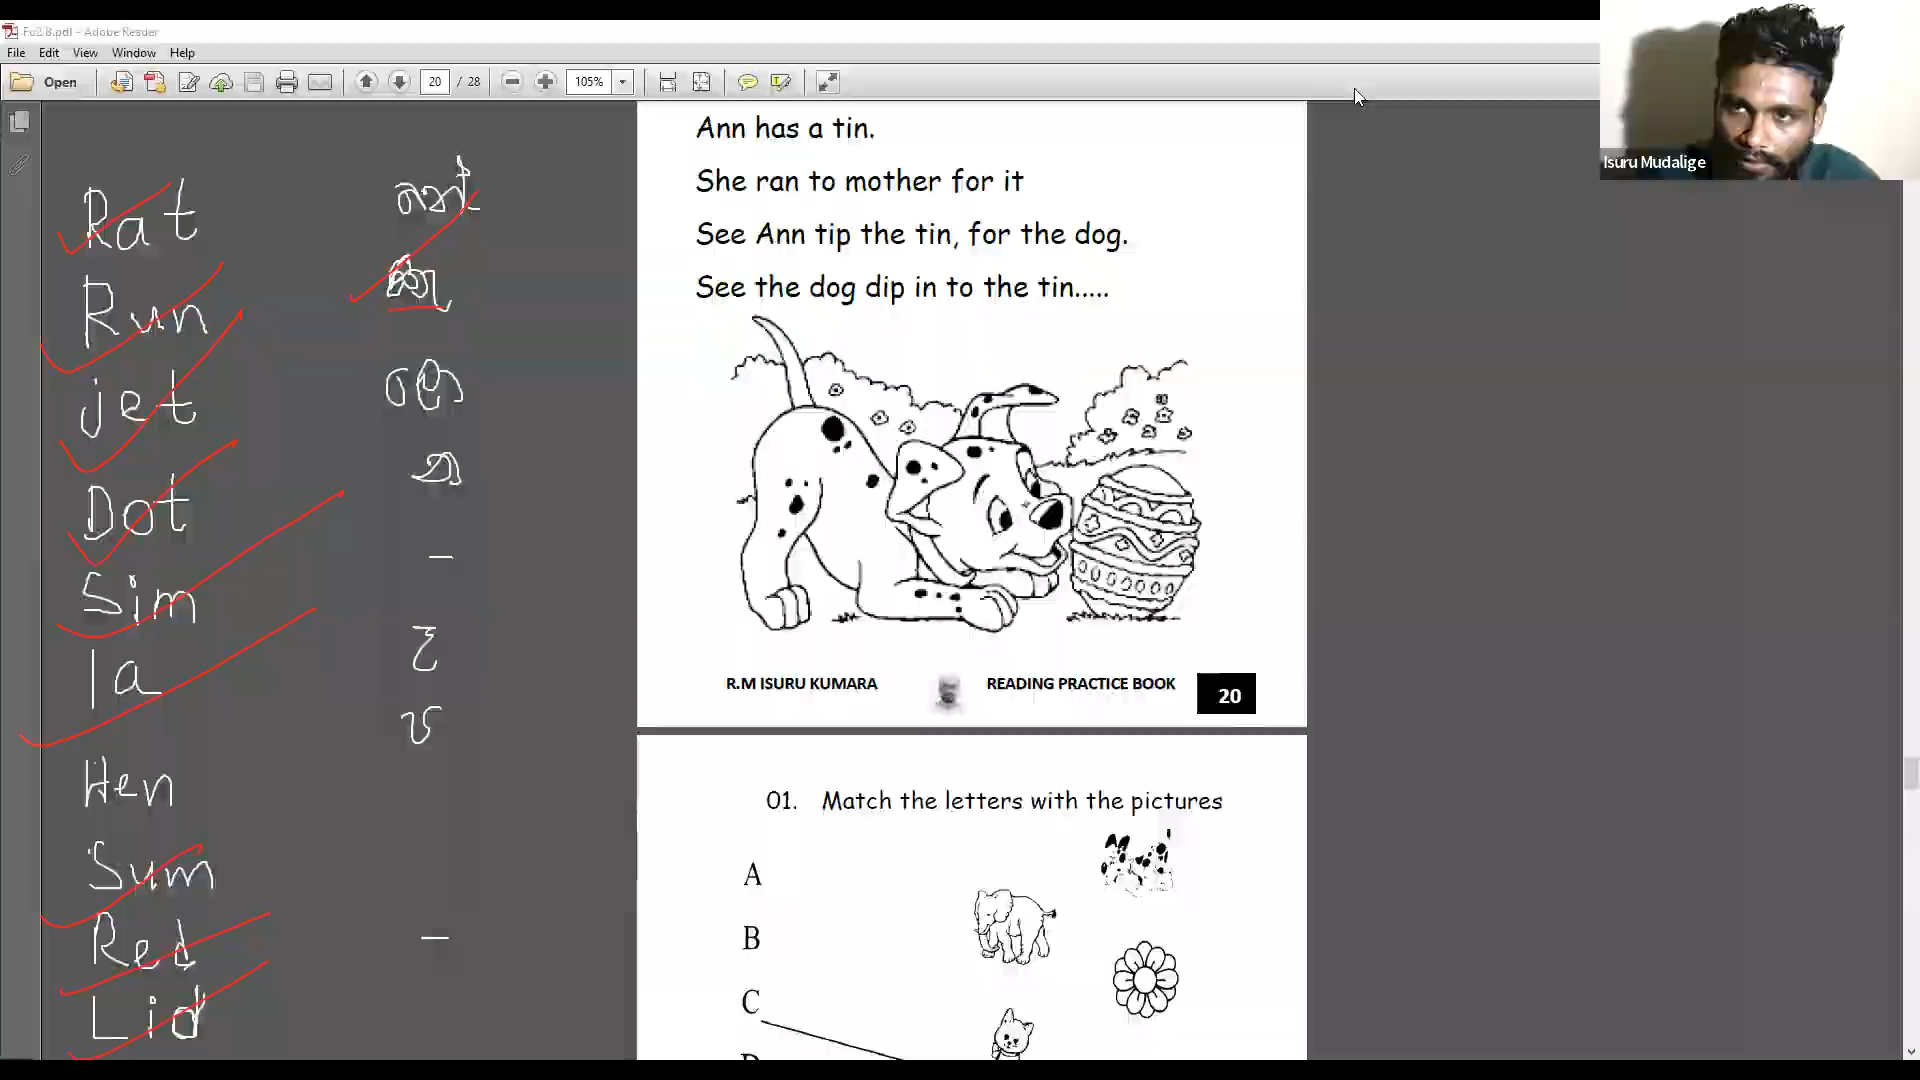 Fo2/B.pdf - Adobe Reader
File Edit View Window Help
Open 20 / 28 105%
Isuru Mudalige
Rat
Run
jet
Dot
Sim
la
Hen
Sum
Red
Lid
Ann has a tin.
She ran to mother for it
See Ann tip the tin, for the dog.
See the dog dip in to the tin.....
R.M ISURU KUMARA READING PRACTICE BOOK 20
01. Match the letters with the pictures
A
B
C